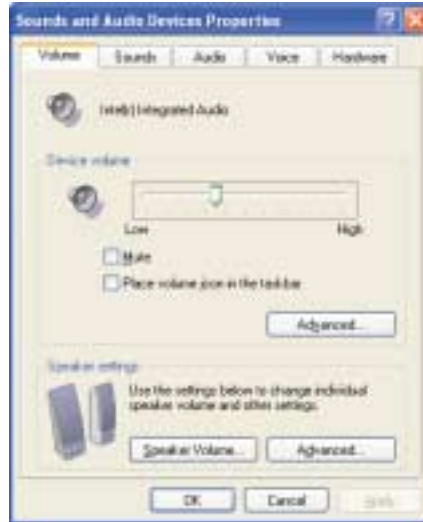 Sounds and Audio Devices Properties
Volume Sounds Audio Voice Hardware
Intel(r) Integrated Audio
Device volume
Low High
Mute
Place volume icon in the taskbar
Advanced...
Speaker settings
Use the settings below to change individual
speaker volume and other settings.
Speaker Volume... Advanced...
OK Cancel Apply